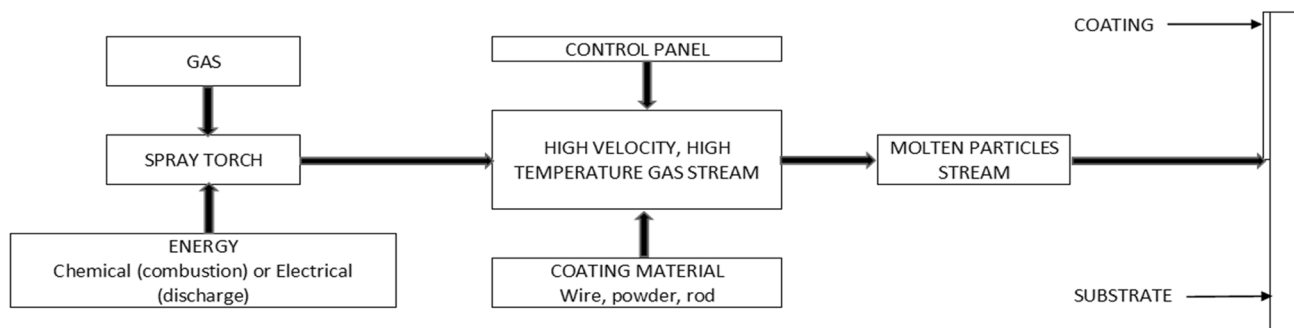 COATING
GAS
CONTROL PANEL
SPRAY TORCH
HIGH VELOCITY, HIGH
TEMPERATURE GAS STREAM
MOLTEN PARTICLES
STREAM
ENERGY
Chemical (combustion) or Electrical
(discharge)
COATING MATERIAL
Wire, powder, rod
SUBSTRATE